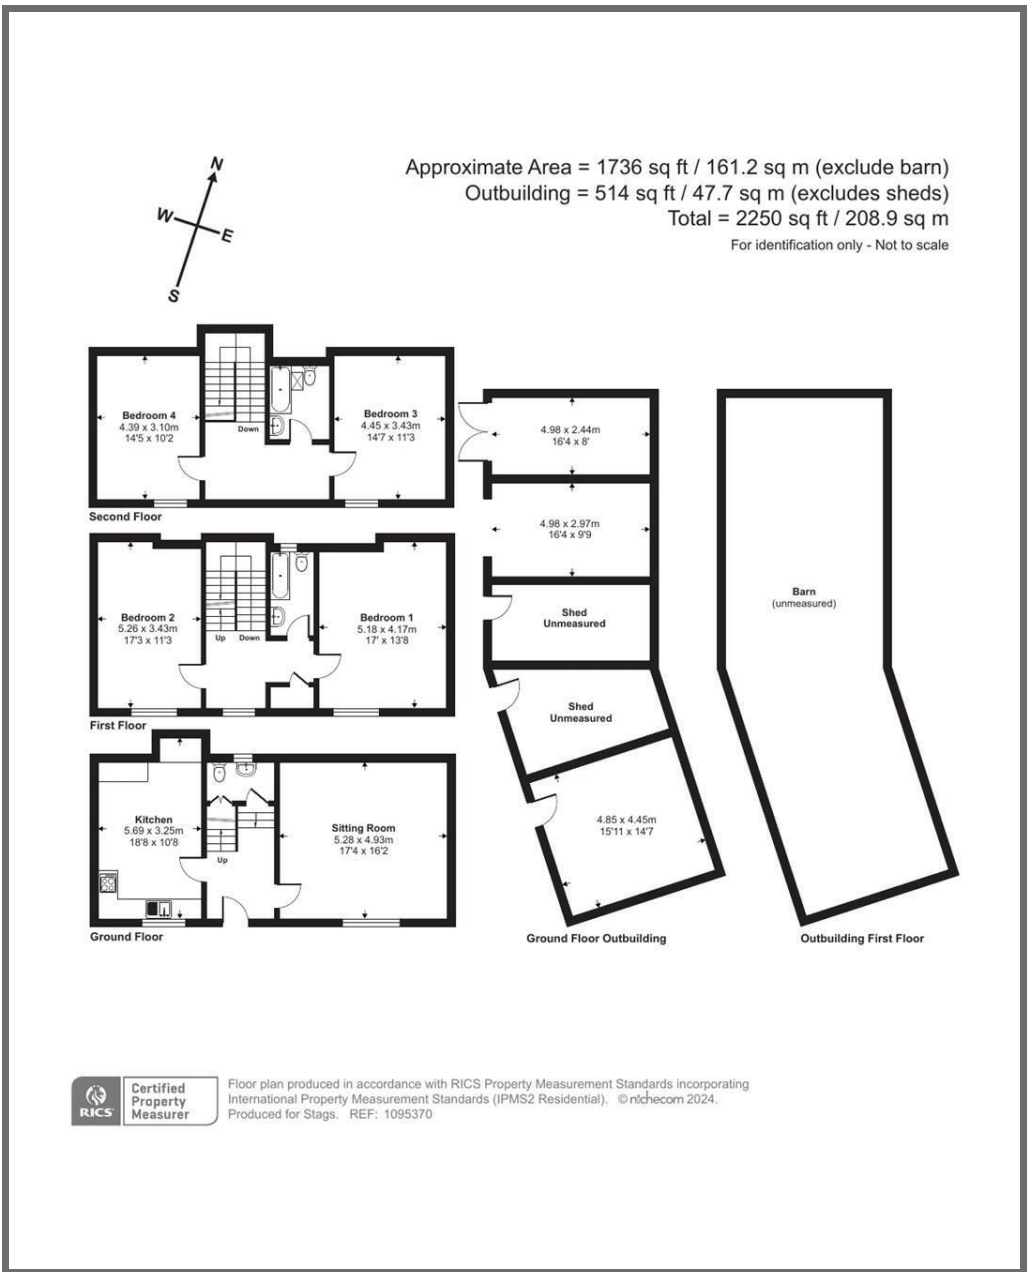 N
W
E
S
Approximate Area = 1736 sq ft / 161.2 sq m (exclude barn)
Outbuilding = 514 sq ft / 47.7 sq m (excludes sheds)
Total = 2250 sq ft / 208.9 sq m
For identification only - Not to scale
Bedroom 4
4.39 x 3.10m
14'5 x 10'2
Down
Bedroom 3
4.45 x 3.43m
14'7 x 11'3
Second Floor
Bedroom 2
5.26 x 3.43m
17'3 x 11'3
Up
Down
Bedroom 1
5.18 x 4.17m
17' x 13'8
First Floor
Kitchen
5.69 x 3.25m
18'8 x 10'8
Up
Sitting Room
5.28 x 4.93m
17'4 x 16'2
Ground Floor
4.98 x 2.44m
16'4 x 8'
4.98 x 2.97m
16'4 x 9'9
Shed
Unmeasured
Shed
Unmeasured
4.85 x 4.45m
15'11 x 14'7
Ground Floor Outbuilding
Barn
(unmeasured)
Outbuilding First Floor
RICS
Certified
Property
Measurer
Floor plan produced in accordance with RICS Property Measurement Standards incorporating
International Property Measurement Standards (IPMS2 Residential). © nichecom 2024.
Produced for Stags. REF: 1095370